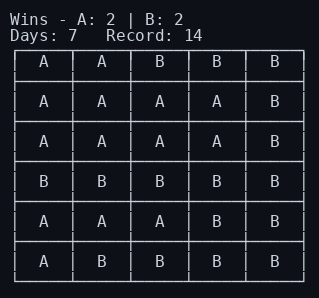 Wins - A: 2 | B: 2
Days: 7 Record: 14
A A B B B
A A A A B
A A A A B
B B B B B
A A A B B
A B B B B